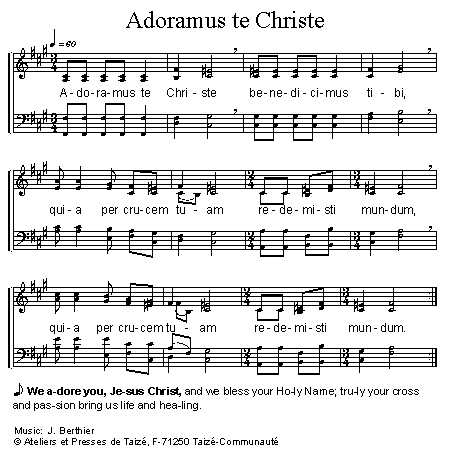 Adoramus te Christe
♩ = 60
A-do-ra-mus te Chri-ste be-ne-di-ci-mus ti-bi,
qui-a per cru-cem tu-am re-de-mi-sti mun-dum,
qui-a per cru-cem tu-am re-de-mi-sti mun-dum.
♪ We a-dore you, Je-sus Christ, and we bless your Ho-ly Name; tru-ly your cross
and pas-sion bring us life and hea-ling.
Music: J. Berthier
© Ateliers et Presses de Taizé, F-71250 Taizé-Communauté